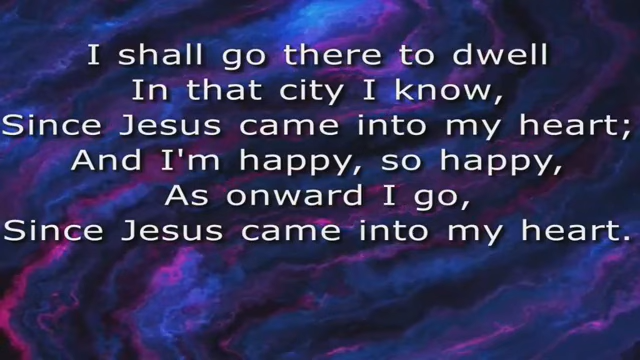 I shall go there to dwell
In that city I know,
Since Jesus came into my heart;
And I'm happy, so happy,
As onward I go,
Since Jesus came into my heart.